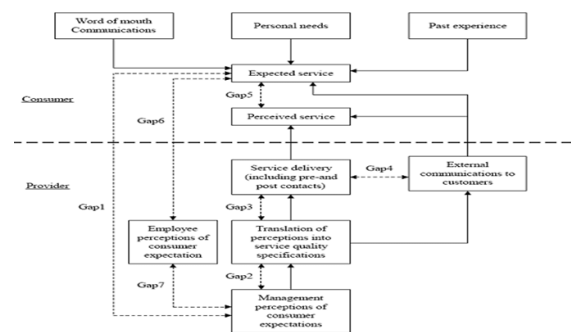 Word of mouth
Communications
Personal needs
Past experience
Expected service
Consumer
Gap5
Gap6
Perceived service
Service delivery
(including pre-and
post contacts)
Gap4
External
communications to
customers
Provider
Gap1
Gap3
Employee
perceptions of
consumer
expectation
Translation of
perceptions into
service quality
specifications
Gap2
Gap7
Management
perceptions of
consumer
expectations